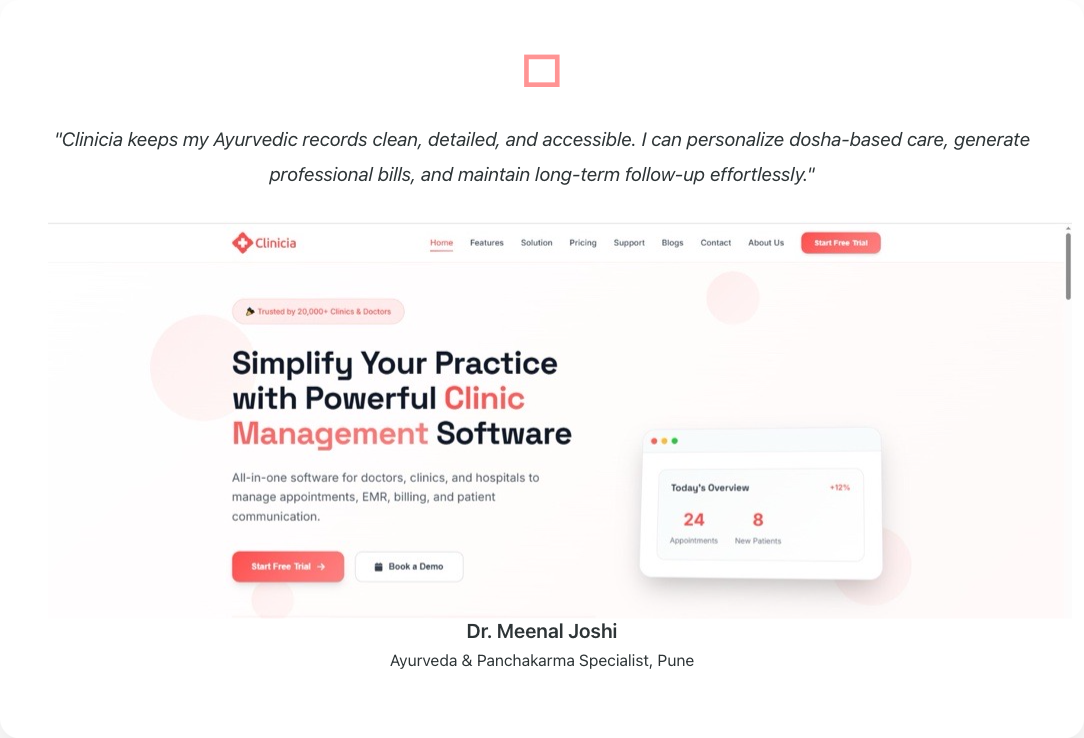 "Clinicia keeps my Ayurvedic records clean, detailed, and accessible. I can personalize dosha-based care, generate
professional bills, and maintain long-term follow-up effortlessly."
Clinicia
Home Features Solution Pricing Support Blogs Contact About Us Start Free Trial
Trusted by 20,000+ Clinics & Doctors
Simplify Your Practice
with Powerful Clinic
Management Software
All-in-one software for doctors, clinics, and hospitals to
manage appointments, EMR, billing, and patient
communication.
Start Free Trial → Book a Demo
Today's Overview +12%
24 8
Appointments New Patients
Dr. Meenal Joshi
Ayurveda & Panchakarma Specialist, Pune